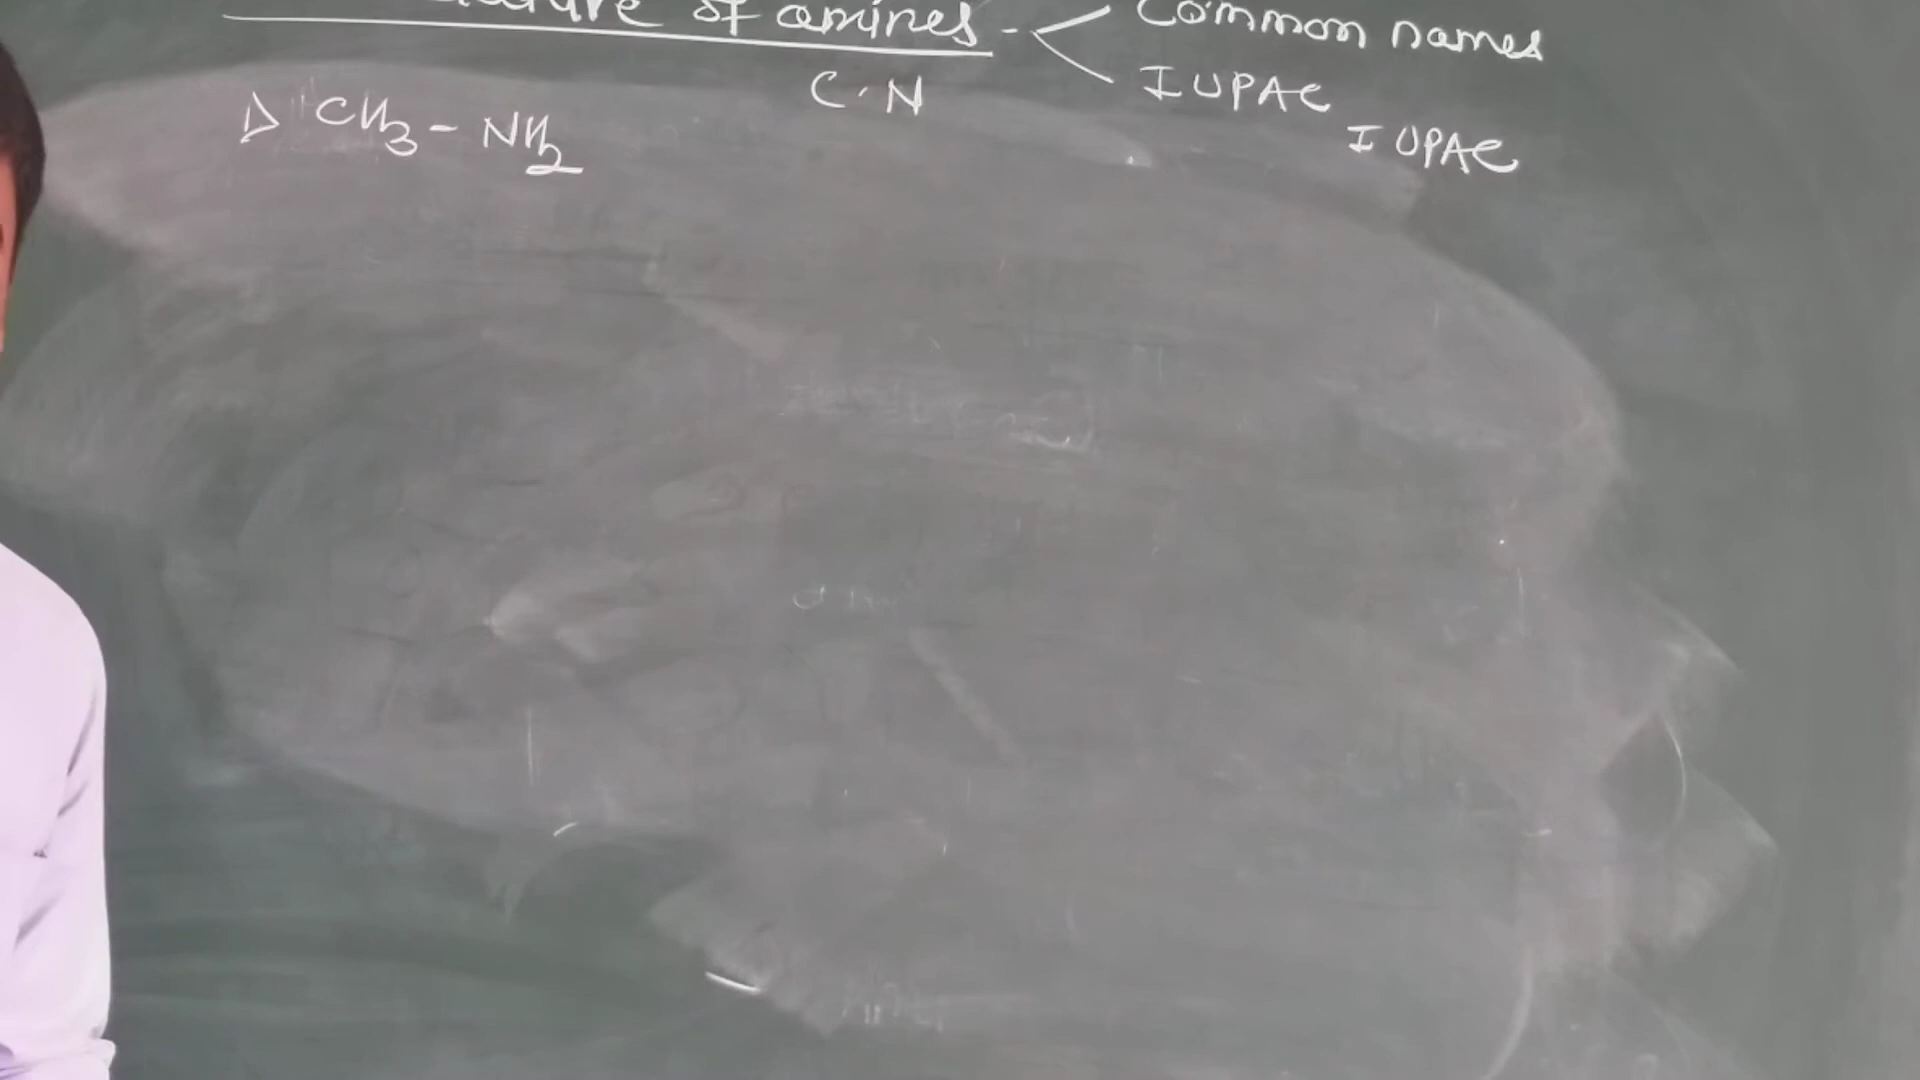 of amines - Common names
IUPAC
C.N IUPAC
1) CH3 - NH2